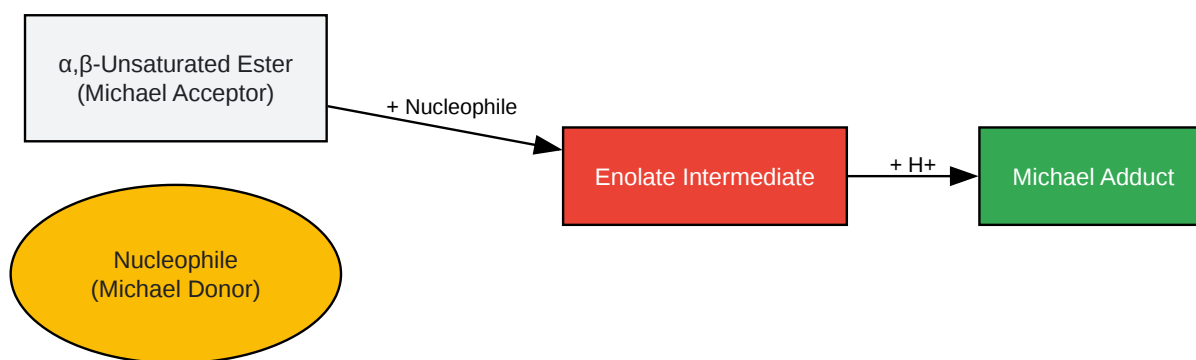 α,β-Unsaturated Ester
(Michael Acceptor)
+ Nucleophile
Enolate Intermediate
+ H+
Michael Adduct
Nucleophile
(Michael Donor)